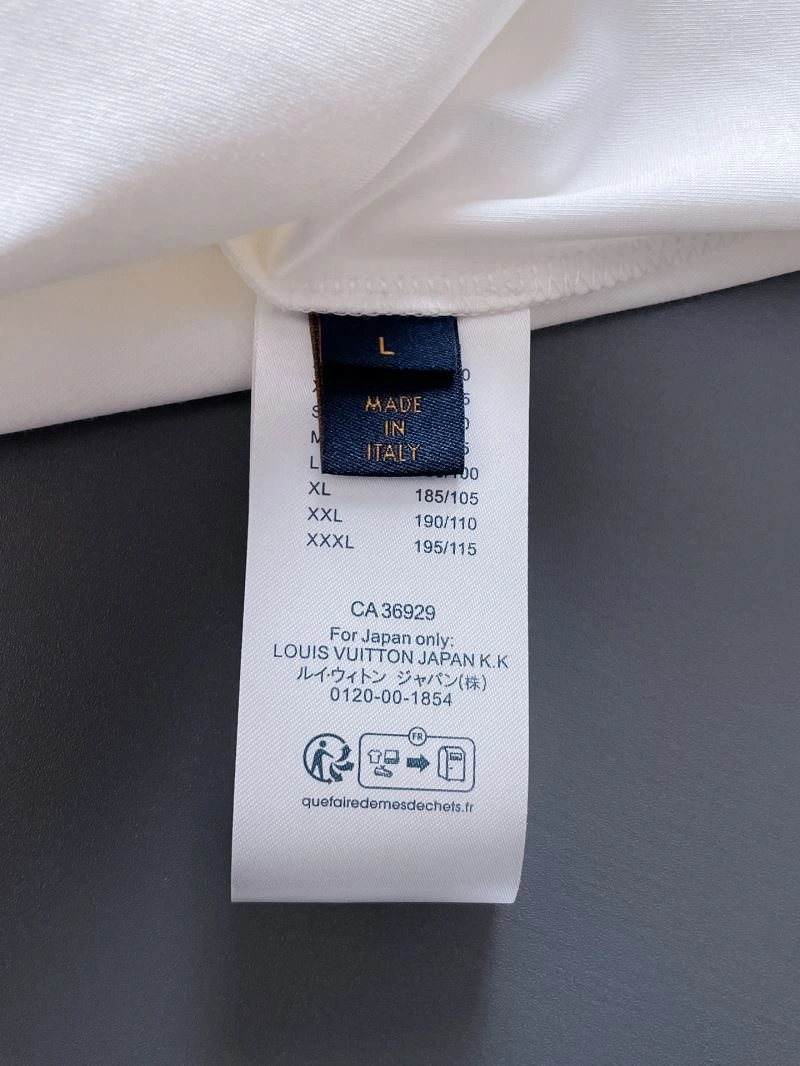 L
MADE
IN
ITALY
L
XL 185/105
XXL 190/110
XXXL 195/115
CA 36929
For Japan only:
LOUIS VUITTON JAPAN K.K
ルイ・ウィトン ジャパン(株)
0120-00-1854
FR
quefairedemesdechets.fr